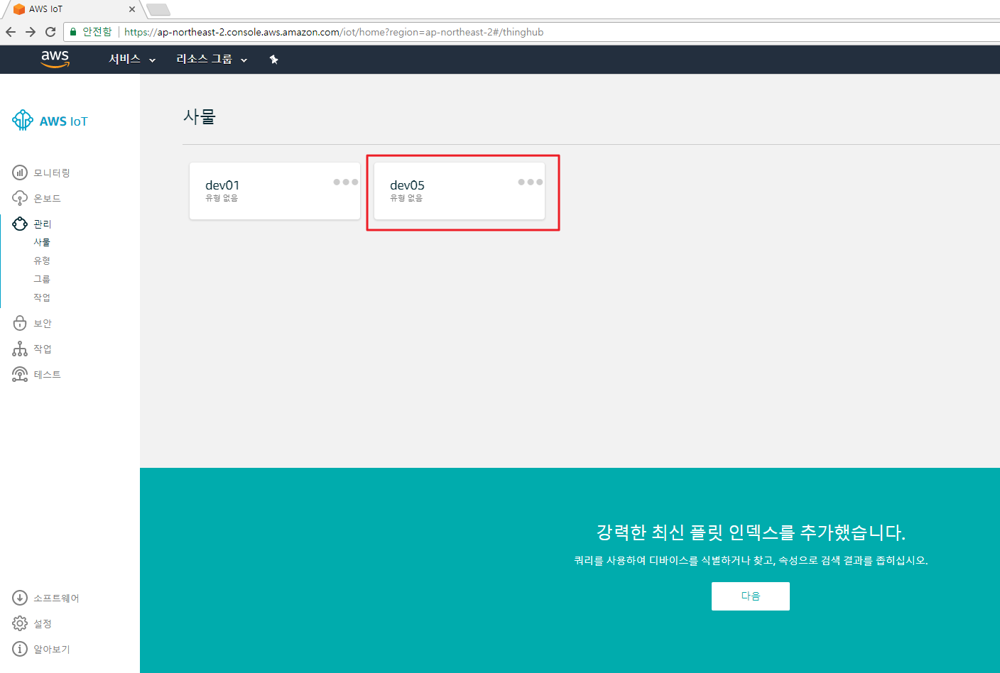 AWS IoT
안전함 https://ap-northeast-2.console.aws.amazon.com/iot/home?region=ap-northeast-2#/thinghub
aws 서비스 리소스 그룹
AWS IoT
모니터링
온보드
관리
사물
유형
그룹
작업
보안
작업
테스트
소프트웨어
설정
알아보기
사물
dev01
유형 없음
dev05
유형 없음
강력한 최신 플릿 인덱스를 추가했습니다.
쿼리를 사용하여 디바이스를 식별하거나 찾고, 속성으로 검색 결과를 좁히십시오.
다음